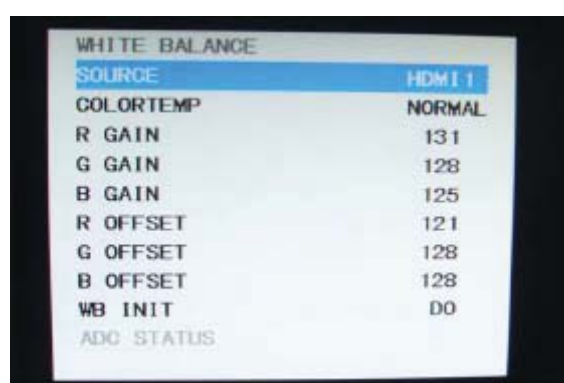 WHITE BALANCE
SOURCE HDMI1
COLORTEMP NORMAL
R GAIN 131
G GAIN 128
B GAIN 125
R OFFSET 121
G OFFSET 128
B OFFSET 128
WB INIT DO
ADC STATUS